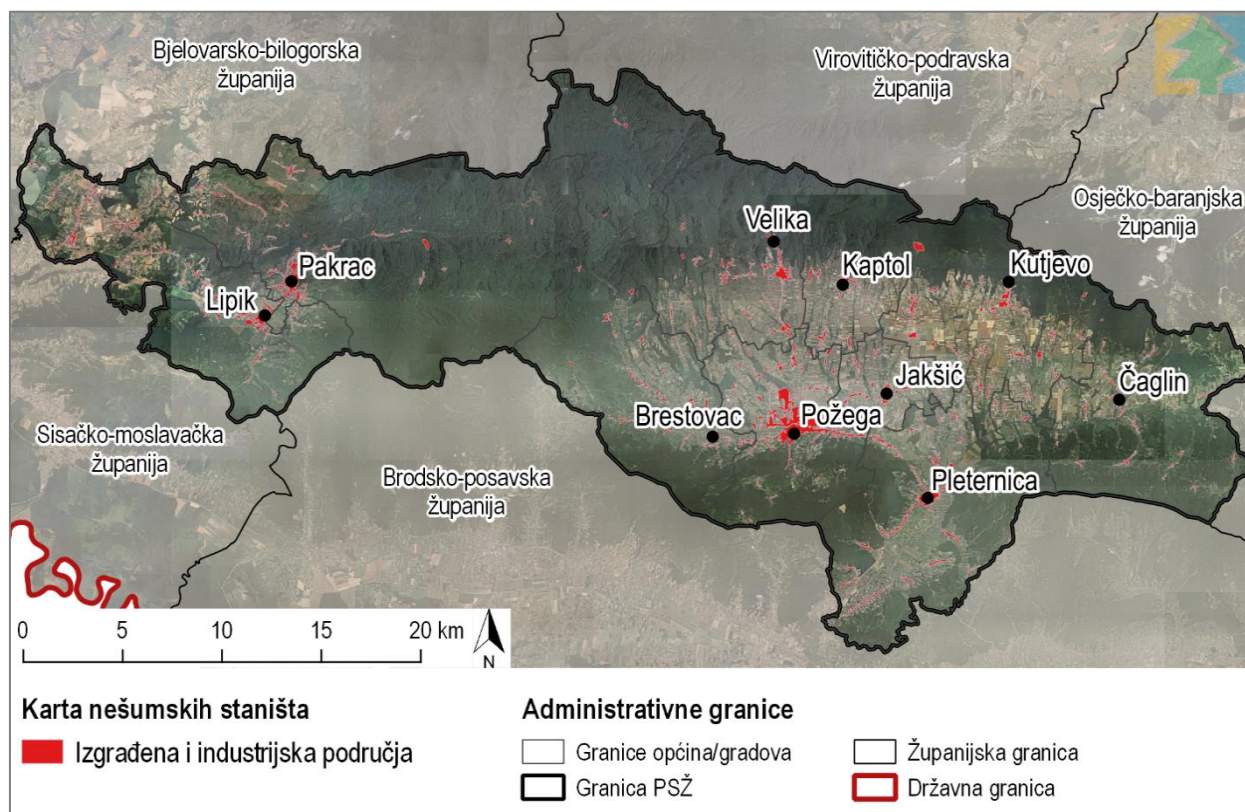 Bjelovarsko-bilogorska
županija
Virovitičko-podravska
županija
Osječko-baranjska
županija
Velika
Kaptol
Kutjevo
Pakrac
Lipik
Jakšić
Čaglin
Brestovac
Požega
Sisačko-moslavačka
županija
Brodsko-posavska
županija
Pleternica
0 5 10 15 20 km
N
Karta nešumskih staništa
Izgrađena i industrijska područja
Administrativne granice
Granice općina/gradova
Granica PSŽ
Županijska granica
Državna granica